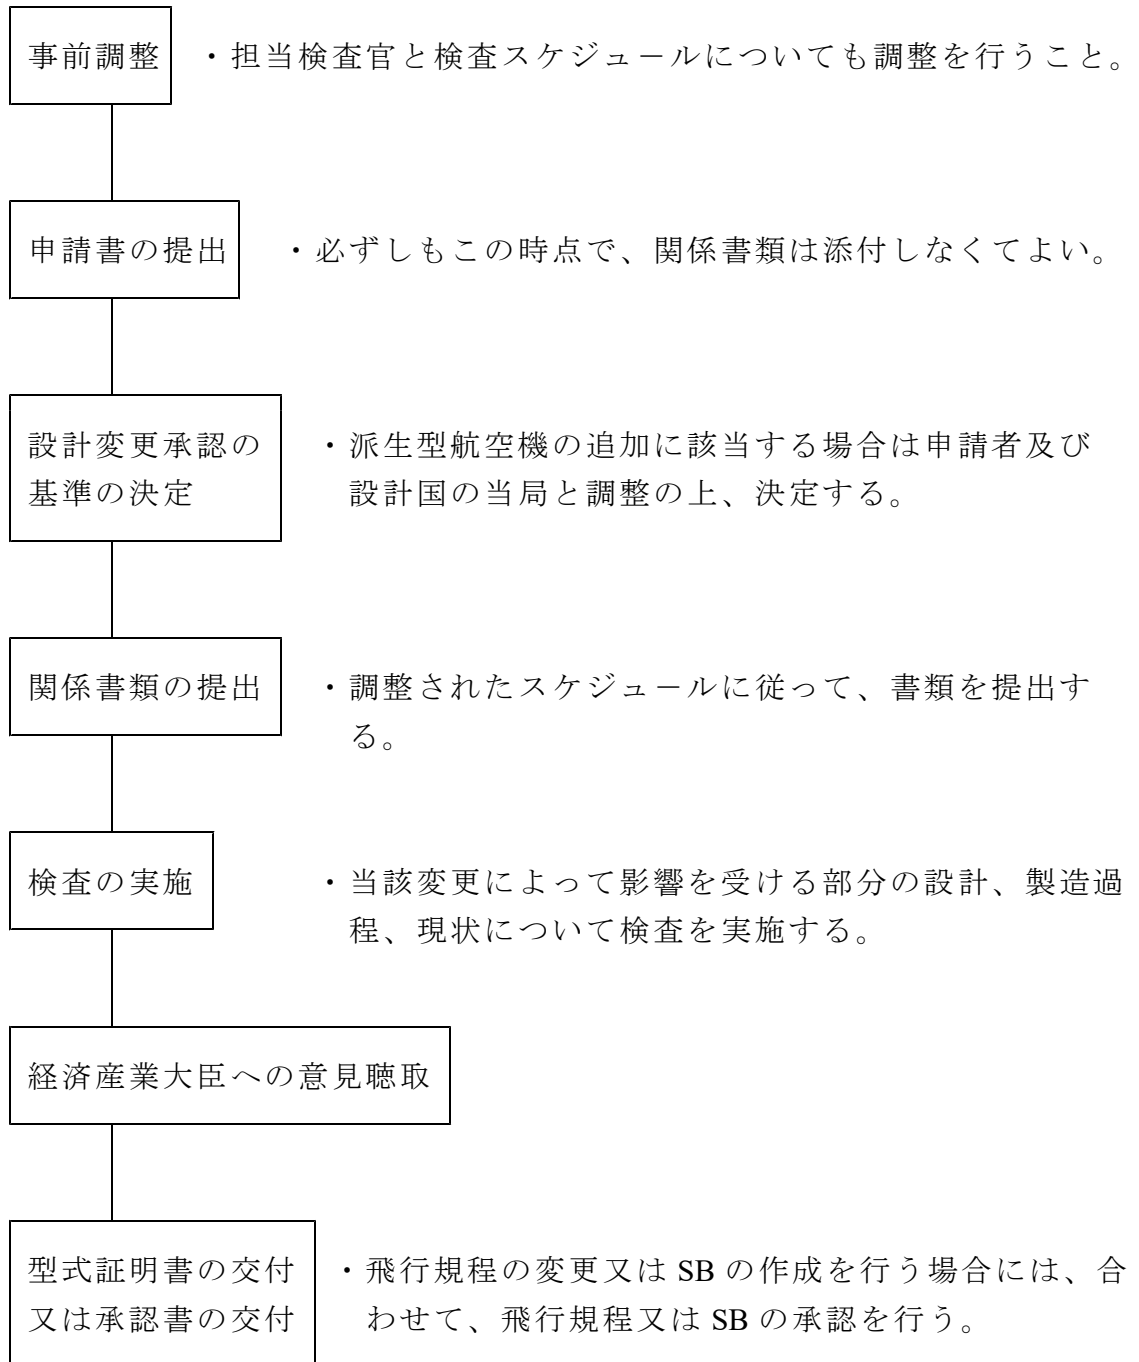 事前調整
・担当検査官と検査スケジュールについても調整を行うこと。
申請書の提出
・必ずしもこの時点で、関係書類は添付しなくてよい。
設計変更承認の
基準の決定
・派生型航空機の追加に該当する場合は申請者及び
設計国の当局と調整の上、決定する。
関係書類の提出
・調整されたスケジュールに従って、書類を提出す
る。
検査の実施
・当該変更によって影響を受ける部分の設計、製造過
程、現状について検査を実施する。
経済産業大臣への意見聴取
型式証明書の交付
又は承認書の交付
・飛行規程の変更又は SB の作成を行う場合には、合
わせて、飛行規程又は SB の承認を行う。